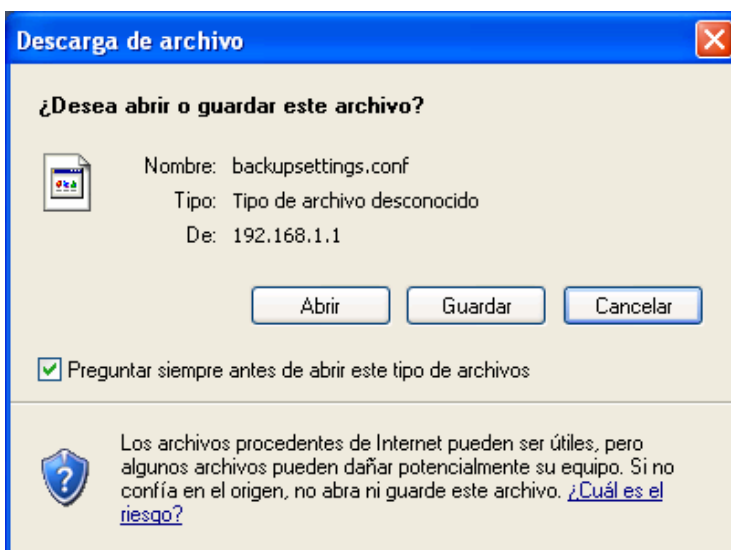 Descarga de archivo
¿Desea abrir o guardar este archivo?
Nombre: backupsettings.conf
Tipo: Tipo de archivo desconocido
De: 192.168.1.1
Abrir Guardar Cancelar
Preguntar siempre antes de abrir este tipo de archivos
Los archivos procedentes de Internet pueden ser útiles, pero
algunos archivos pueden dañar potencialmente su equipo. Si no
confía en el origen, no abra ni guarde este archivo. ¿Cuál es el
riesgo?